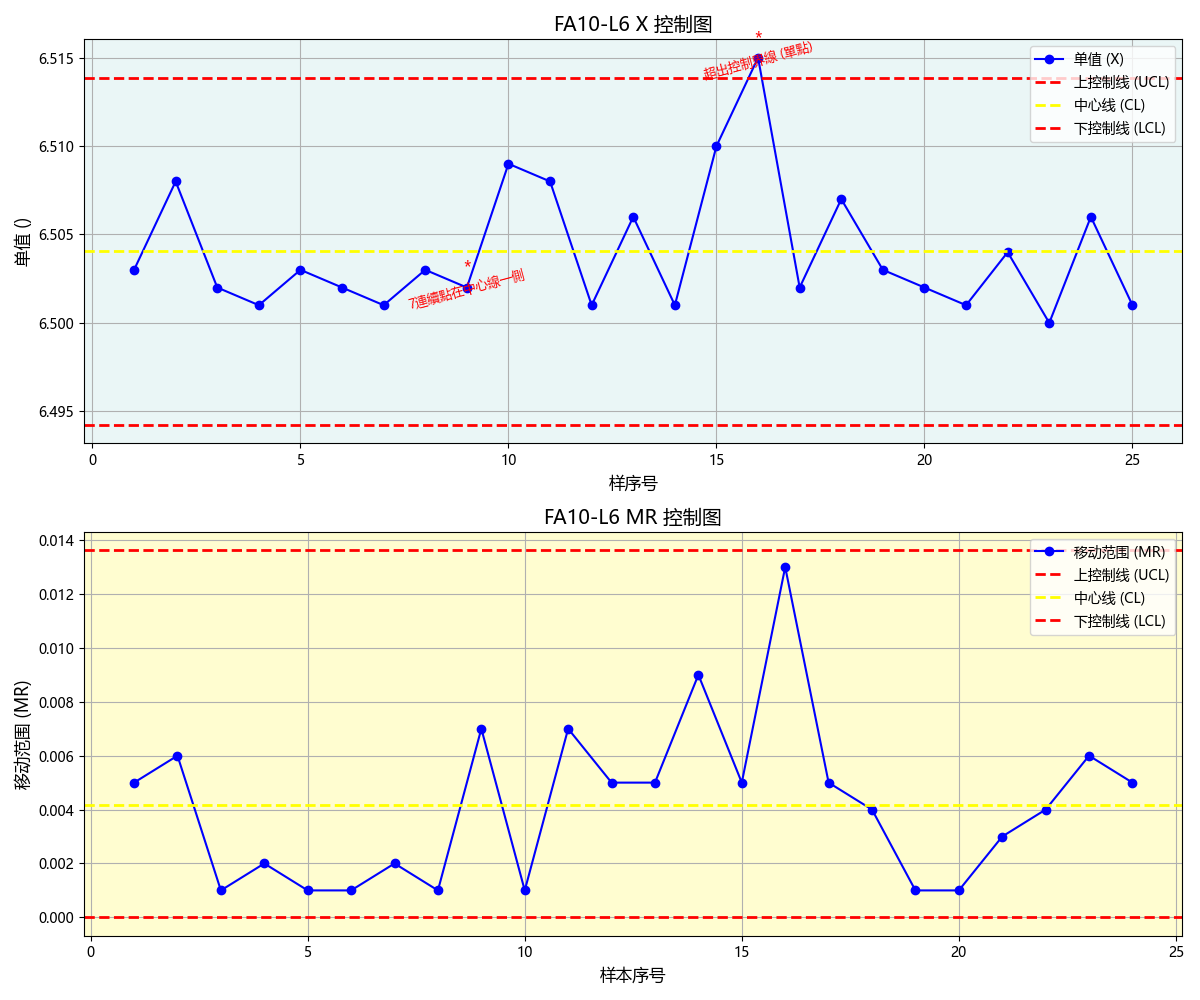 FA10-L6 X 控制图
6.515
6.510
6.505
6.500
6.495
单值 ()
*
超出控制界線 (單點)
*
7連續點在中心線一側
单值 (X)
上控制线 (UCL)
中心线 (CL)
下控制线 (LCL)
0 5 10 15 20 25
样序号
FA10-L6 MR 控制图
0.014
0.012
0.010
0.008
0.006
0.004
0.002
0.000
移动范围 (MR)
移动范围 (MR)
上控制线 (UCL)
中心线 (CL)
下控制线 (LCL)
0 5 10 15 20 25
样本序号